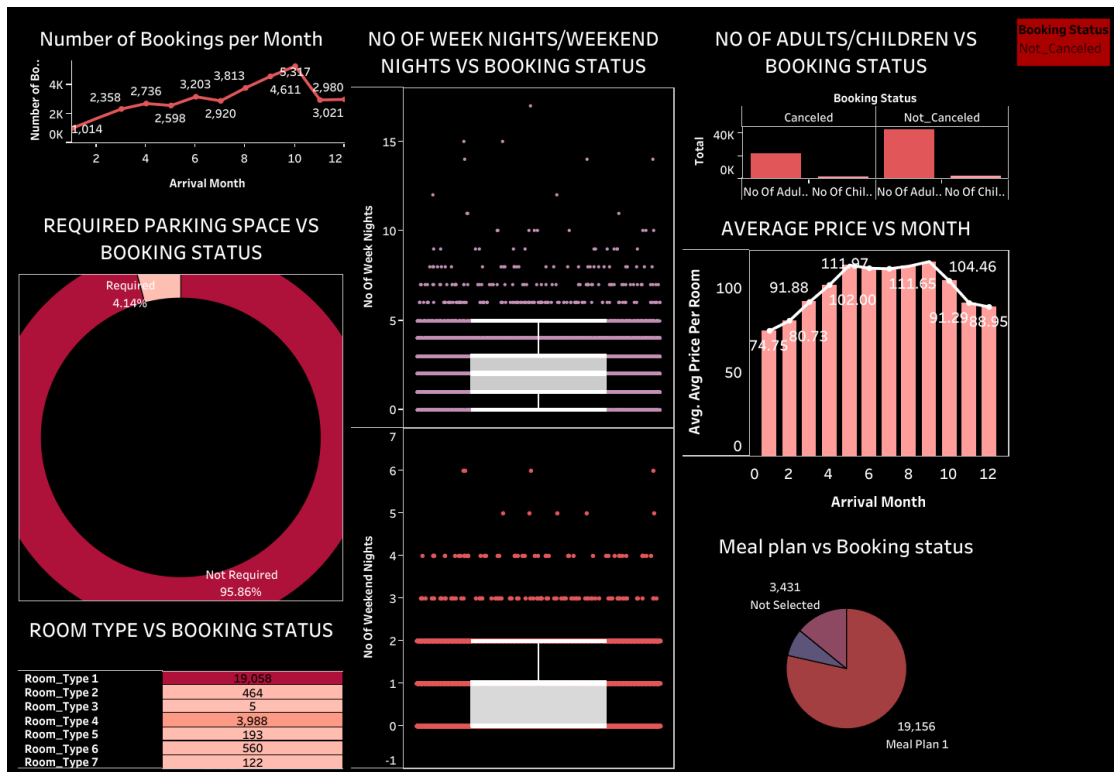 Number of Bookings per Month
Number of Bo..
4K
2K
0K
1,014
2,358
2,736
2,598
3,203
2,920
3,813
4,611
5,317
2,980
3,021
2
4
6
8
10
12
Arrival Month
REQUIRED PARKING SPACE VS
BOOKING STATUS
Required
4.14%
Not Required
95.86%
ROOM TYPE VS BOOKING STATUS
Room_Type 1 19,058
Room_Type 2 464
Room_Type 3 5
Room_Type 4 3,988
Room_Type 5 193
Room_Type 6 560
Room_Type 7 122
NO OF WEEK NIGHTS/WEEKEND
NIGHTS VS BOOKING STATUS
No Of Week Nights
15
10
5
0
No Of Weekend Nights
7
6
5
4
3
2
1
0
-1
NO OF ADULTS/CHILDREN VS
BOOKING STATUS
Booking Status
Canceled
Not_Canceled
Total
40K
0K
No Of Adul..
No Of Chil..
No Of Adul..
No Of Chil..
AVERAGE PRICE VS MONTH
Avg. Avg Price Per Room
100
50
0
74.75
80.73
91.88
102.00
111.97
111.65
104.46
91.29
88.95
0
2
4
6
8
10
12
Arrival Month
Meal plan vs Booking status
3,431
Not Selected
19,156
Meal Plan 1
Booking Status
Not_Canceled